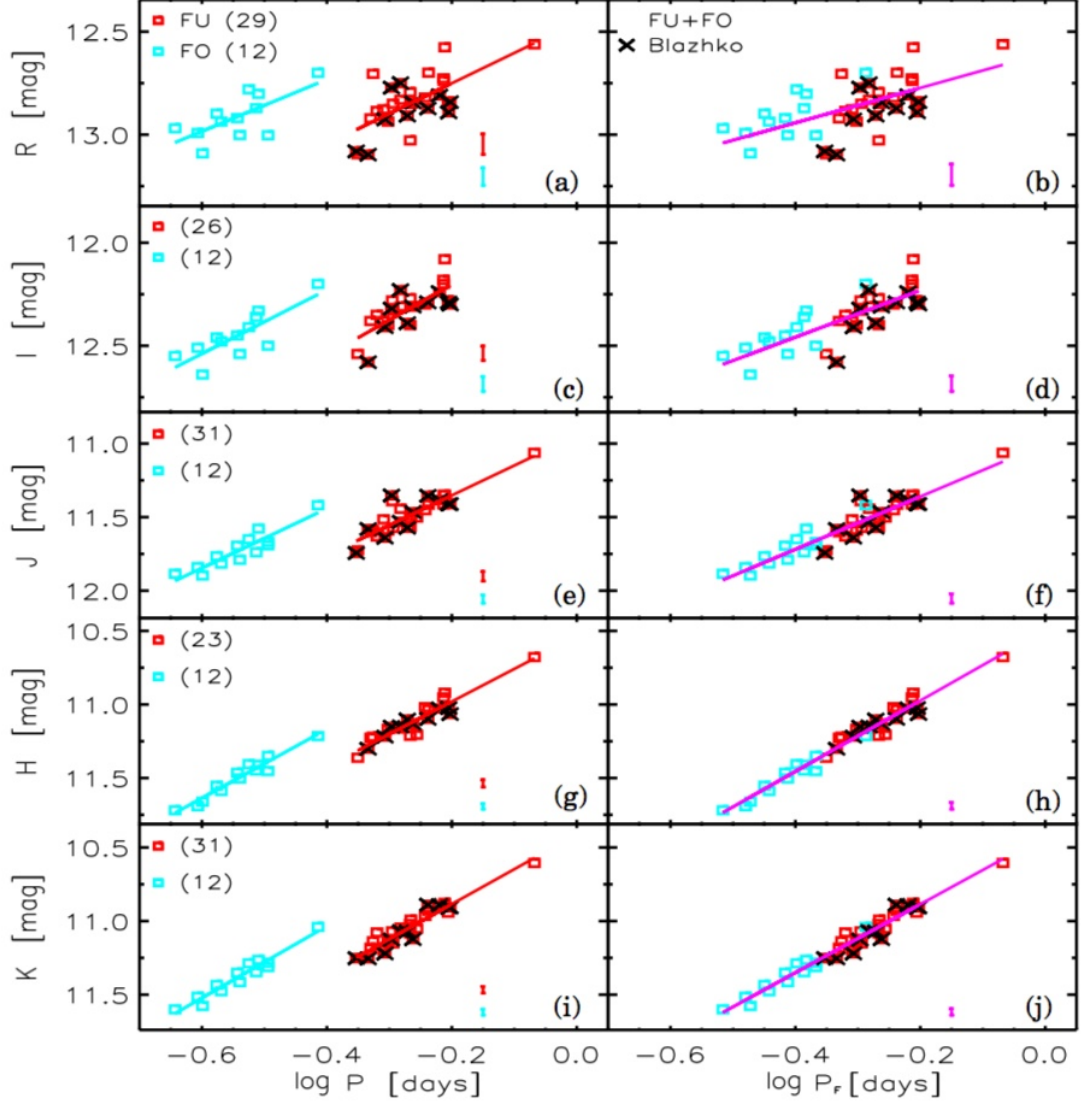 12.5
FU (29)
FO (12)
13.0
R [mag]
(a)
FU+FO
Blazhko
(b)
12.0
(26)
(12)
12.5
I [mag]
(c)
(d)
11.0
(31)
(12)
11.5
12.0
J [mag]
(e)
(f)
10.5
(23)
(12)
11.0
11.5
H [mag]
(g)
(h)
10.5
(31)
(12)
11.0
11.5
K [mag]
(i)
(j)
−0.6 −0.4 −0.2 0.0
log P [days]
−0.6 −0.4 −0.2 0.0
log P_F [days]